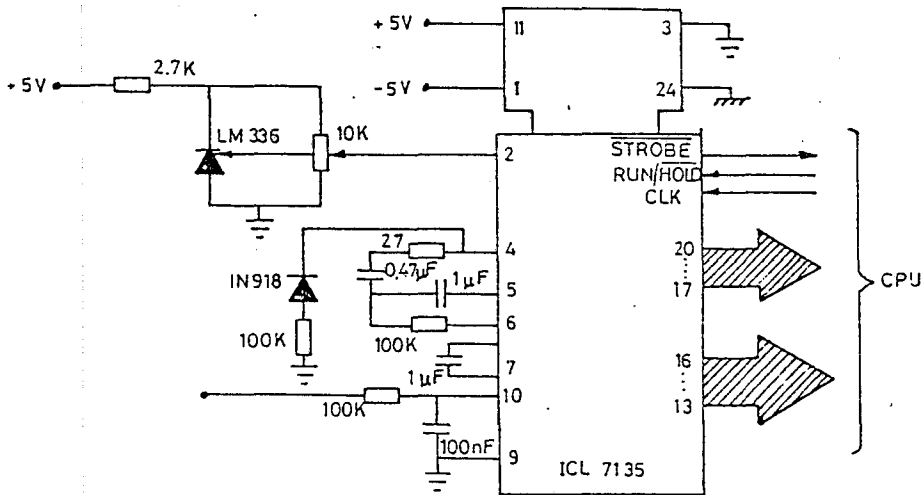 +5V
11
3
-5V
1
24
+5V
2.7K
LM 336
10K
2
STROBE
RUN/HOLD
CLK
27
4
0.47µF
1µF
5
IN918
100K
6
100K
7
1µF
10
100K
100nF
9
20
17
16
13
CPU
ICL 7135